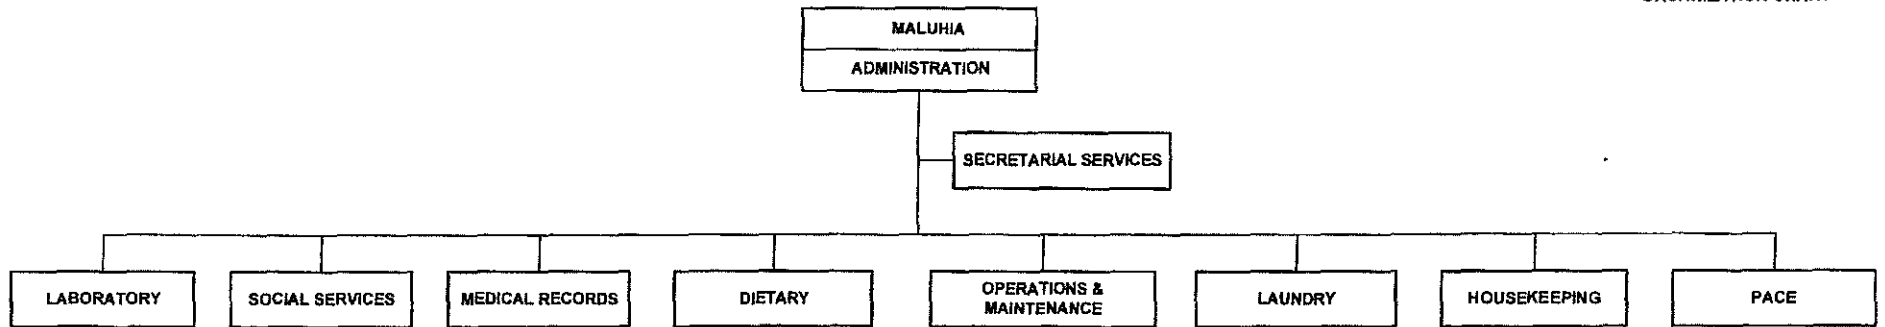 MALUHIA
ADMINISTRATION
SECRETARIAL SERVICES
LABORATORY
SOCIAL SERVICES
MEDICAL RECORDS
DIETARY
OPERATIONS &
MAINTENANCE
LAUNDRY
HOUSEKEEPING
PACE